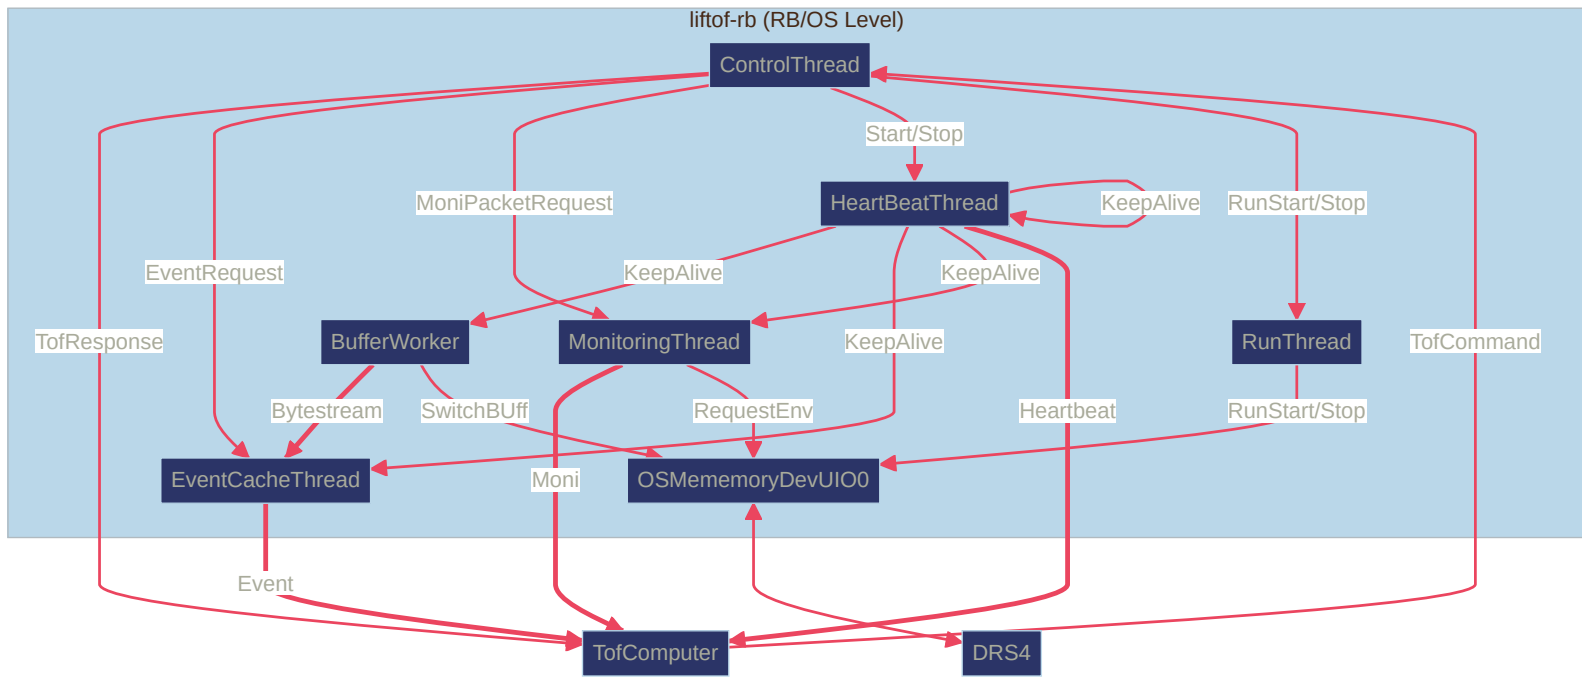 liftof-rb (RB/OS Level)
ControlThread
Start/Stop
HeartBeatThread
KeepAlive
MoniPacketRequest
RunStart/Stop
EventRequest
KeepAlive
KeepAlive
TofResponse
BufferWorker
MonitoringThread
KeepAlive
RunThread
TofCommand
Bytestream
SwitchBUff
RequestEnv
Heartbeat
RunStart/Stop
EventCacheThread
Moni
OSMememoryDevUIO0
Event
TofComputer
DRS4